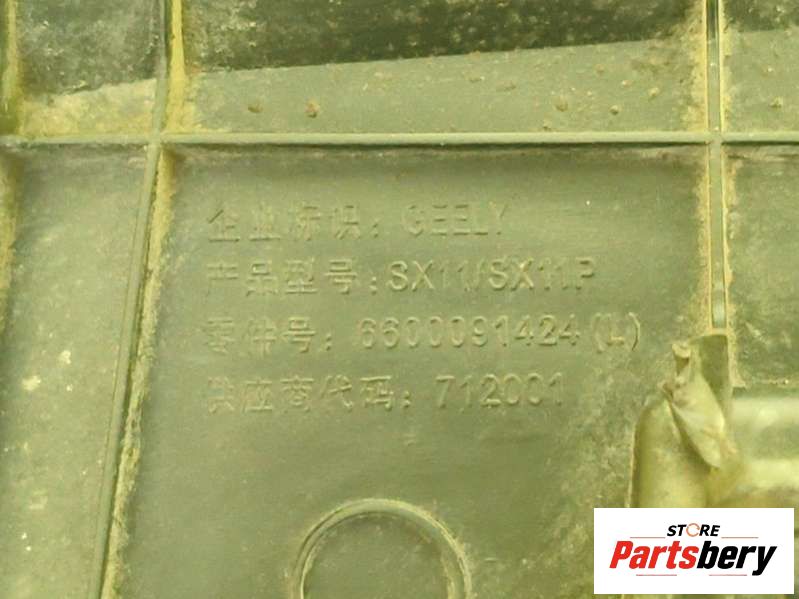 企业标识：GEELY
产品型号：SX11/SX11P
零件号：6600091424(L)
供应商代码：712001
STORE
Partsbery